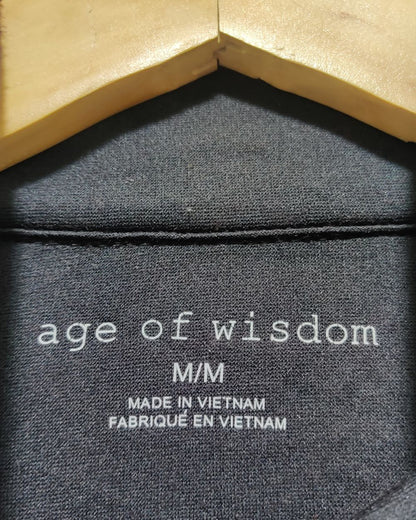 age of wisdom
M/M
MADE IN VIETNAM
FABRIQUÉ EN VIETNAM